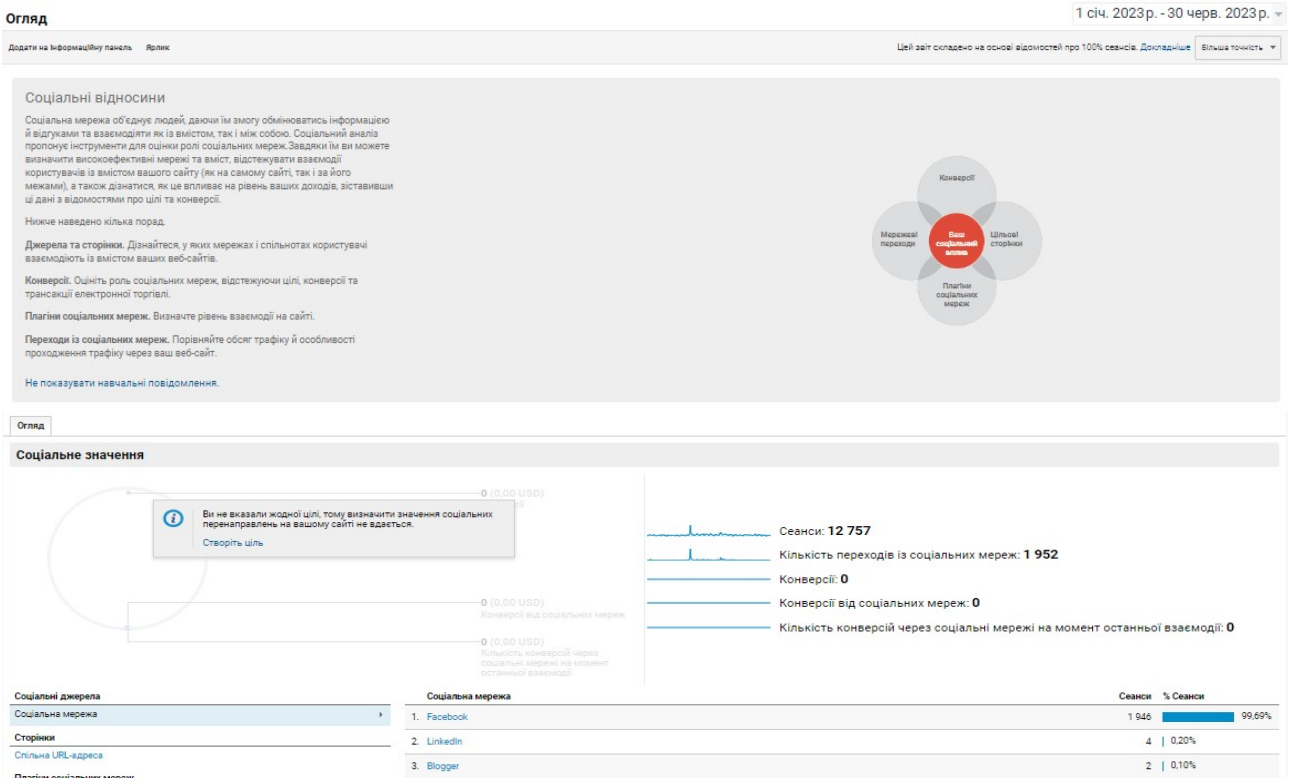 Огляд
1 січ. 2023 р. - 30 черв. 2023 р.
Додати на інформаційну панель Ярлик
Цей звіт складено на основі відомостей про 100% сеансів. Докладніше Більша точність
Соціальні відносини
Соціальна мережа об'єднує людей, даючи їм змогу обмінюватись інформацією
й відгуками та взаємодіяти як із вмістом, так і між собою. Соціальний аналіз
пропонує інструменти для оцінки ролі соціальних мереж.Завдяки їм ви можете
визначити високоефективні мережі та вміст, відстежувати взаємодії
користувачів із вмістом вашого сайту (як на самому сайті, так і за його
межами), а також дізнатися, як це впливає на рівень ваших доходів, зіставивши
ці дані з відомостями про цілі та конверсії.
Нижче наведено кілька порад.
Джерела та сторінки. Дізнайтеся, у яких мережах і спільнотах користувачі
взаємодіють із вмістом ваших веб-сайтів.
Конверсії. Оцініть роль соціальних мереж, відстежуючи цілі, конверсії та
трансакції електронної торгівлі.
Плагіни соціальних мереж. Визначте рівень взаємодії на сайті.
Переходи із соціальних мереж. Порівняйте обсяг трафіку й особливості
проходження трафіку через ваш веб-сайт.
Не показувати навчальні повідомлення.
Конверсії
Мережеві
переходи
Ваш
соціальний
вплив
Цільові
сторінки
Плагіни
соціальних
мереж
Огляд
Соціальне значення
0 (0,00 USD)
Ви не вказали жодної цілі, тому визначити значення соціальних
перенаправлень на вашому сайті не вдається.
Створіть ціль
0 (0,00 USD)
Конверсії від соціальних мереж
0 (0,00 USD)
Кількість конверсій через
соціальні мережі на момент
останньої взаємодії
Сеанси: 12 757
Кількість переходів із соціальних мереж: 1 952
Конверсії: 0
Конверсії від соціальних мереж: 0
Кількість конверсій через соціальні мережі на момент останньої взаємодії: 0
Соціальні джерела
Соціальна мережа
Сторінки
Спільна URL-адреса
Плагіни соціальних мереж
Соціальна мережа Сеанси % Сеанси
1. Facebook 1 946 99,69%
2. LinkedIn 4 0,20%
3. Blogger 2 0,10%